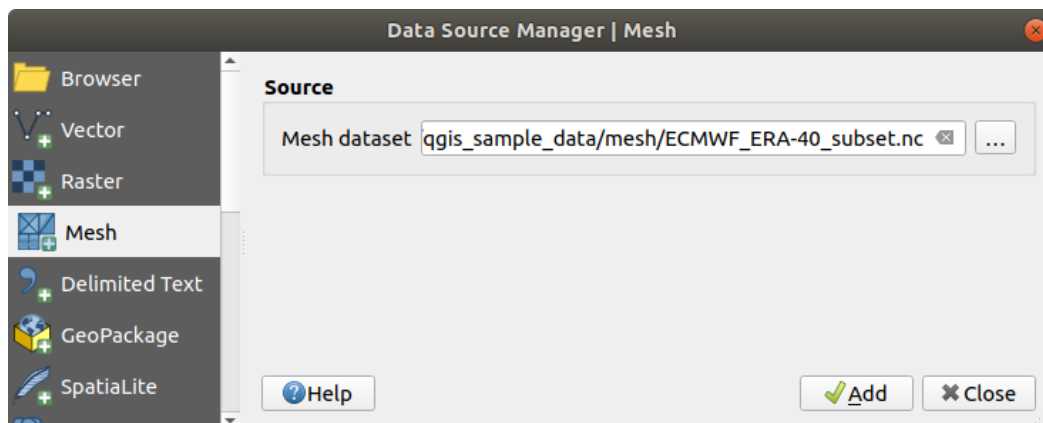 Data Source Manager | Mesh
Browser
Vector
Raster
Mesh
Delimited Text
GeoPackage
SpatiaLite
Source
Mesh dataset qgis_sample_data/mesh/ECMWF_ERA-40_subset.nc ...
Help Add Close